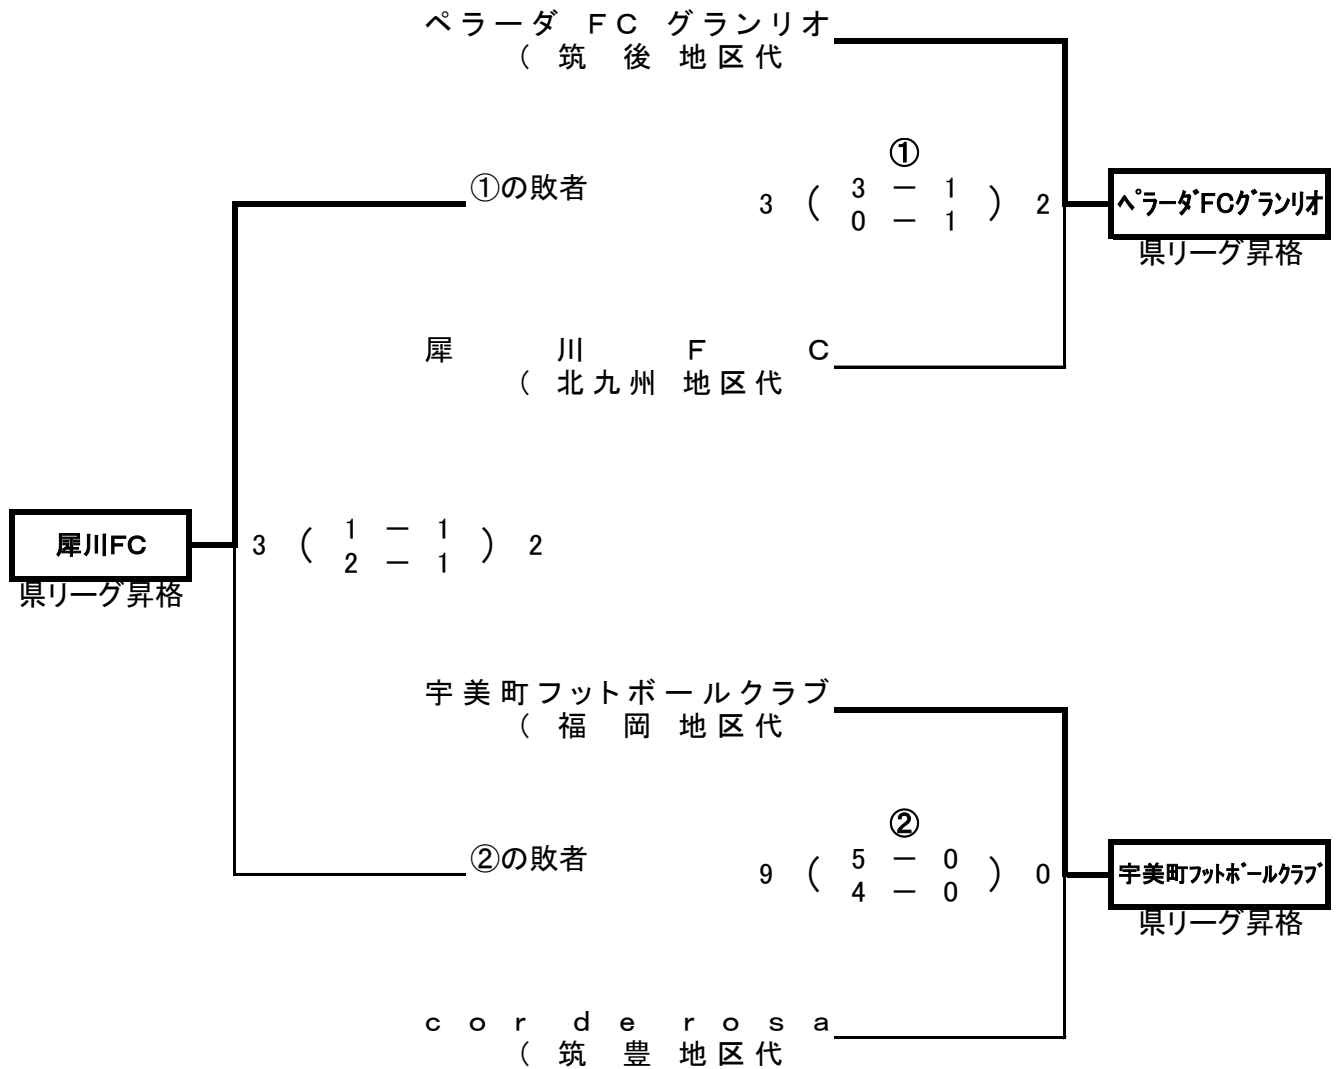 ペラーダ FC グランリオ
( 筑 後 地区代
①
①の敗者
3 ( 3 - 1 ) 2
0 - 1
ペラーダFCグランリオ
県リーグ昇格
犀 川 F C
( 北九州 地区代
犀川FC
県リーグ昇格
3 ( 1 - 1 ) 2
2 - 1
宇美町フットボールクラブ
( 福 岡 地区代
②
②の敗者
9 ( 5 - 0 ) 0
4 - 0
宇美町フットボールクラブ
県リーグ昇格
cor de rosa
( 筑 豊 地区代